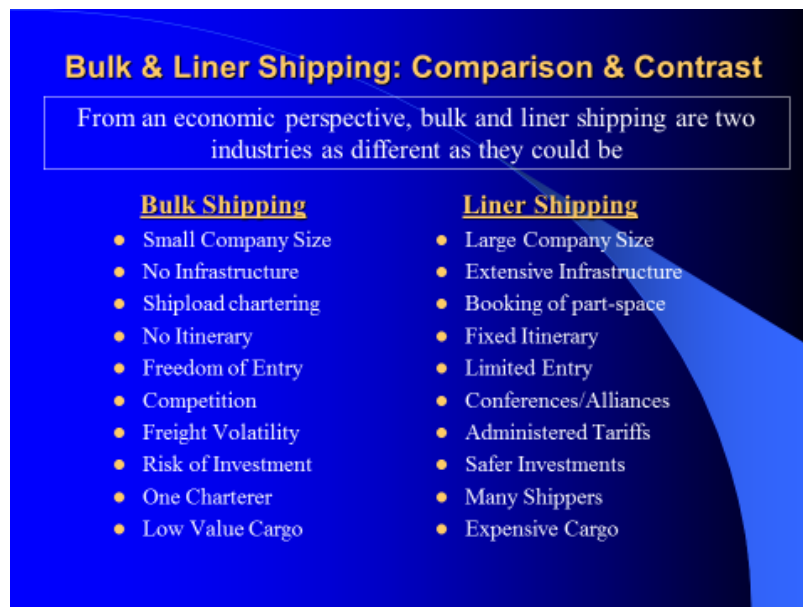 Bulk & Liner Shipping: Comparison & Contrast
From an economic perspective, bulk and liner shipping are two
industries as different as they could be
Bulk Shipping
Small Company Size
No Infrastructure
Shipload chartering
No Itinerary
Freedom of Entry
Competition
Freight Volatility
Risk of Investment
One Charterer
Low Value Cargo
Liner Shipping
Large Company Size
Extensive Infrastructure
Booking of part-space
Fixed Itinerary
Limited Entry
Conferences/Alliances
Administered Tariffs
Safer Investments
Many Shippers
Expensive Cargo